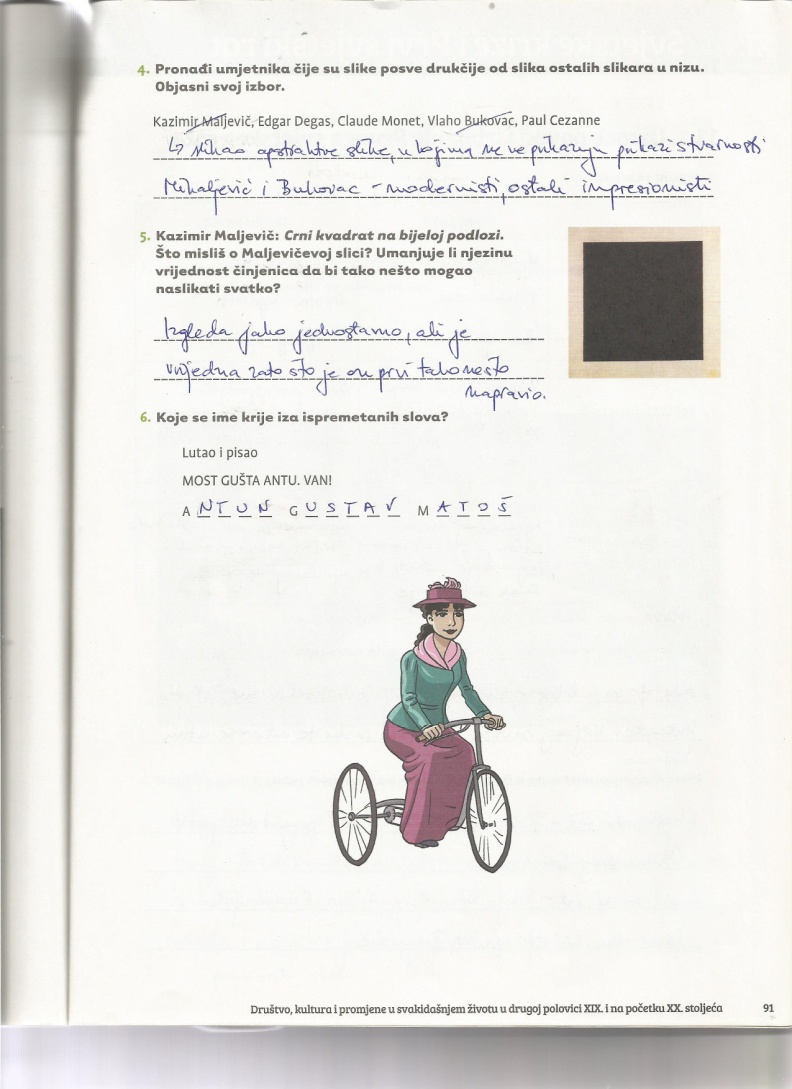 4. Pronađi umjetnika čije su slike posve drukčije od slika ostalih slikara u nizu.
Objasni svoj izbor.
Kazimir Maljevič, Edgar Degas, Claude Monet, Vlaho Bukovac, Paul Cezanne
↳ slike, u kojima se ne prikazuju prikazi stvarnosti
Mihaljević i Bukovac - modernisti, ostali impresionisti
5. Kazimir Maljevič: Crni kvadrat na bijeloj podlozi.
Što misliš o Maljevičevoj slici? Umanjuje li njezinu
vrijednost činjenica da bi tako nešto mogao
naslikati svatko?
Izgleda jako jednostavno, ali je
vrijedna zato što je on prvi tako nešto
napravio.
6. Koje se ime krije iza ispremetanih slova?
Lutao i pisao
MOST GUŠTA ANTU. VAN!
A N T U N G U S T A V M A T O Š
Društvo, kultura i promjene u svakidašnjem životu u drugoj polovici XIX. i na početku XX. stoljeća 91